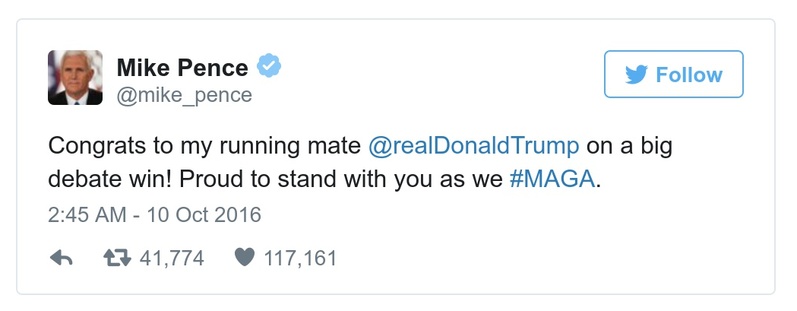 Mike Pence
@mike_pence
Follow
Congrats to my running mate @realDonaldTrump on a big
debate win! Proud to stand with you as we #MAGA.
2:45 AM - 10 Oct 2016
41,774 117,161